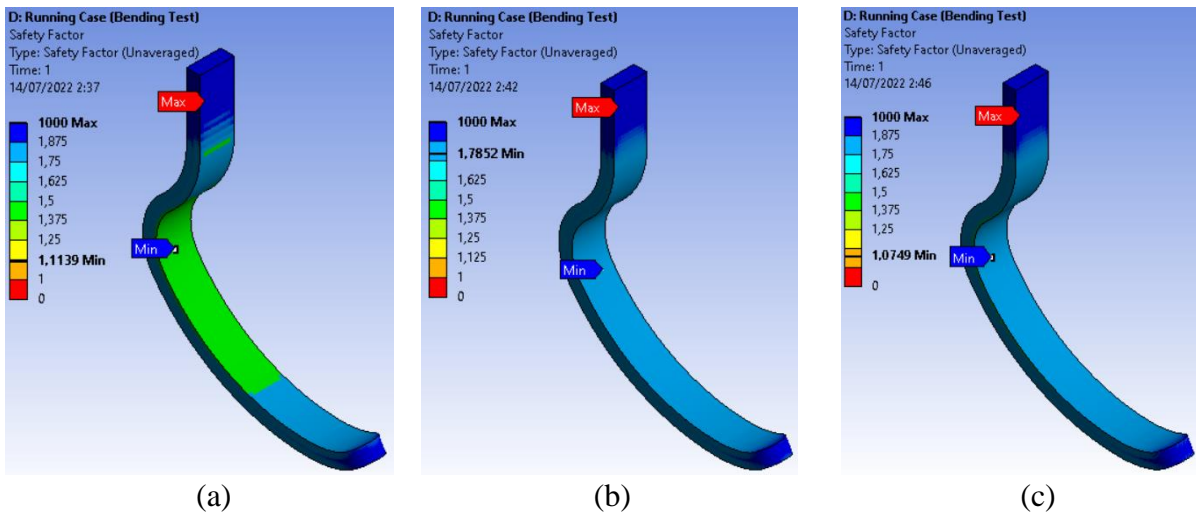 D: Running Case (Bending Test)
Safety Factor
Type: Safety Factor (Unaveraged)
Time: 1
14/07/2022 2:37
Max
1000 Max
1,875
1,75
1,625
1,5
1,375
1,25
1,1139 Min
1
0
Min
(a)
D: Running Case (Bending Test)
Safety Factor
Type: Safety Factor (Unaveraged)
Time: 1
14/07/2022 2:42
Max
1000 Max
1,7852 Min
1,625
1,5
1,375
1,25
1,125
1
0
Min
(b)
D: Running Case (Bending Test)
Safety Factor
Type: Safety Factor (Unaveraged)
Time: 1
14/07/2022 2:46
Max
1000 Max
1,875
1,75
1,625
1,5
1,375
1,25
1,0749 Min
0
Min
(c)